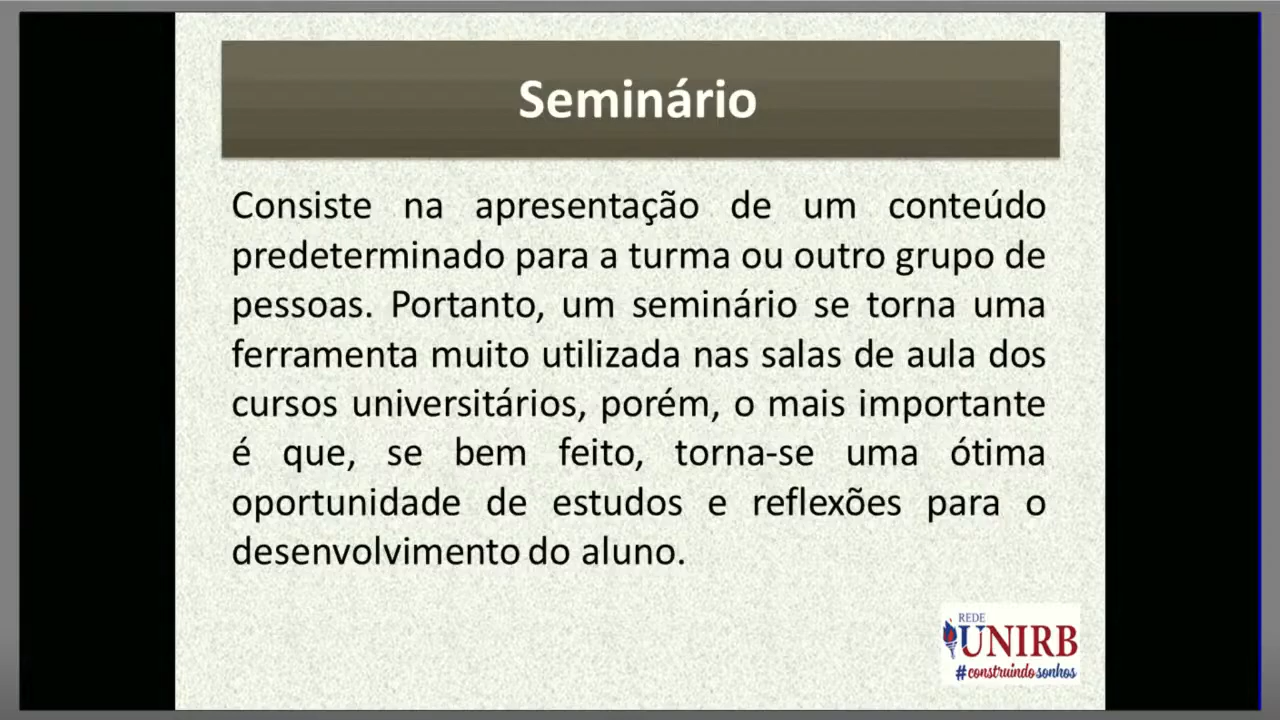 Seminário
Consiste na apresentação de um conteúdo
predeterminado para a turma ou outro grupo de
pessoas. Portanto, um seminário se torna uma
ferramenta muito utilizada nas salas de aula dos
cursos universitários, porém, o mais importante
é que, se bem feito, torna-se uma ótima
oportunidade de estudos e reflexões para o
desenvolvimento do aluno.
REDE
UNIRB
#construindosonhos